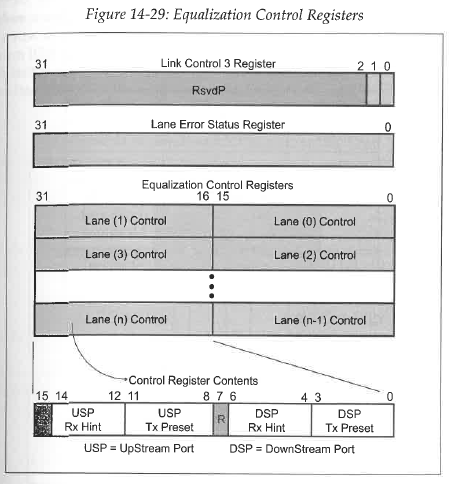 Figure 14-29: Equalization Control Registers
Link Control 3 Register
31 2 1 0
RsvdP
Lane Error Status Register
31 0
Equalization Control Registers
31 16 15 0
Lane (1) Control Lane (0) Control
Lane (3) Control Lane (2) Control
Lane (n) Control Lane (n-1) Control
Control Register Contents
15 14 12 11 8 7 6 4 3 0
USP Rx Hint USP Tx Preset R DSP Rx Hint DSP Tx Preset
USP = UpStream Port DSP = DownStream Port